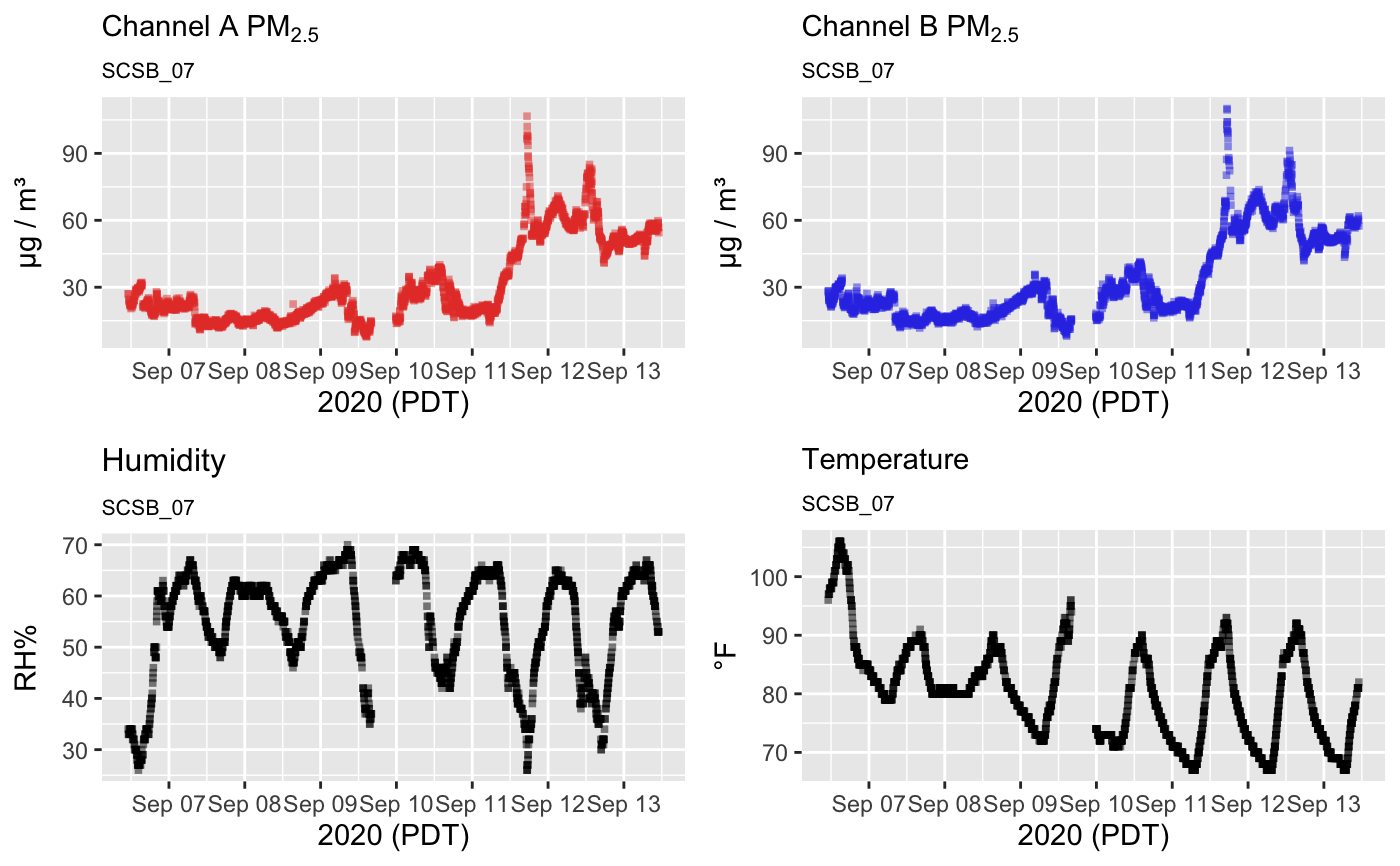 Channel A PM2.5
SCSB_07
µg / m³
90
60
30
Sep 07 Sep 08 Sep 09 Sep 10 Sep 11 Sep 12 Sep 13
2020 (PDT)
Channel B PM2.5
SCSB_07
µg / m³
90
60
30
Sep 07 Sep 08 Sep 09 Sep 10 Sep 11 Sep 12 Sep 13
2020 (PDT)
Humidity
SCSB_07
RH%
70
60
50
40
30
Sep 07 Sep 08 Sep 09 Sep 10 Sep 11 Sep 12 Sep 13
2020 (PDT)
Temperature
SCSB_07
°F
100
90
80
70
Sep 07 Sep 08 Sep 09 Sep 10 Sep 11 Sep 12 Sep 13
2020 (PDT)